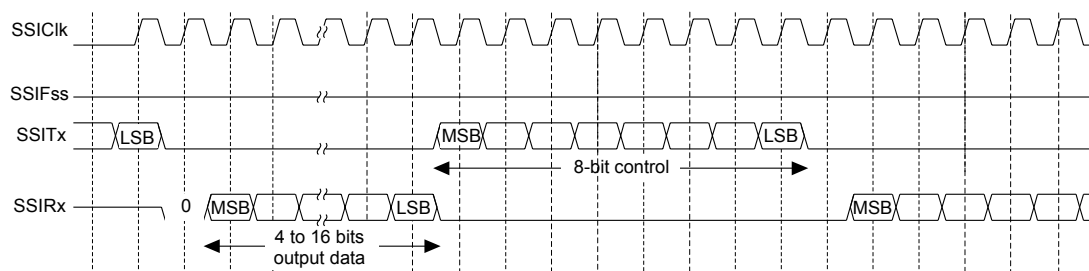 SSIClk
SSIFss
SSITx
LSB
MSB
LSB
8-bit control
SSIRx
0
MSB
LSB
MSB
4 to 16 bits
output data